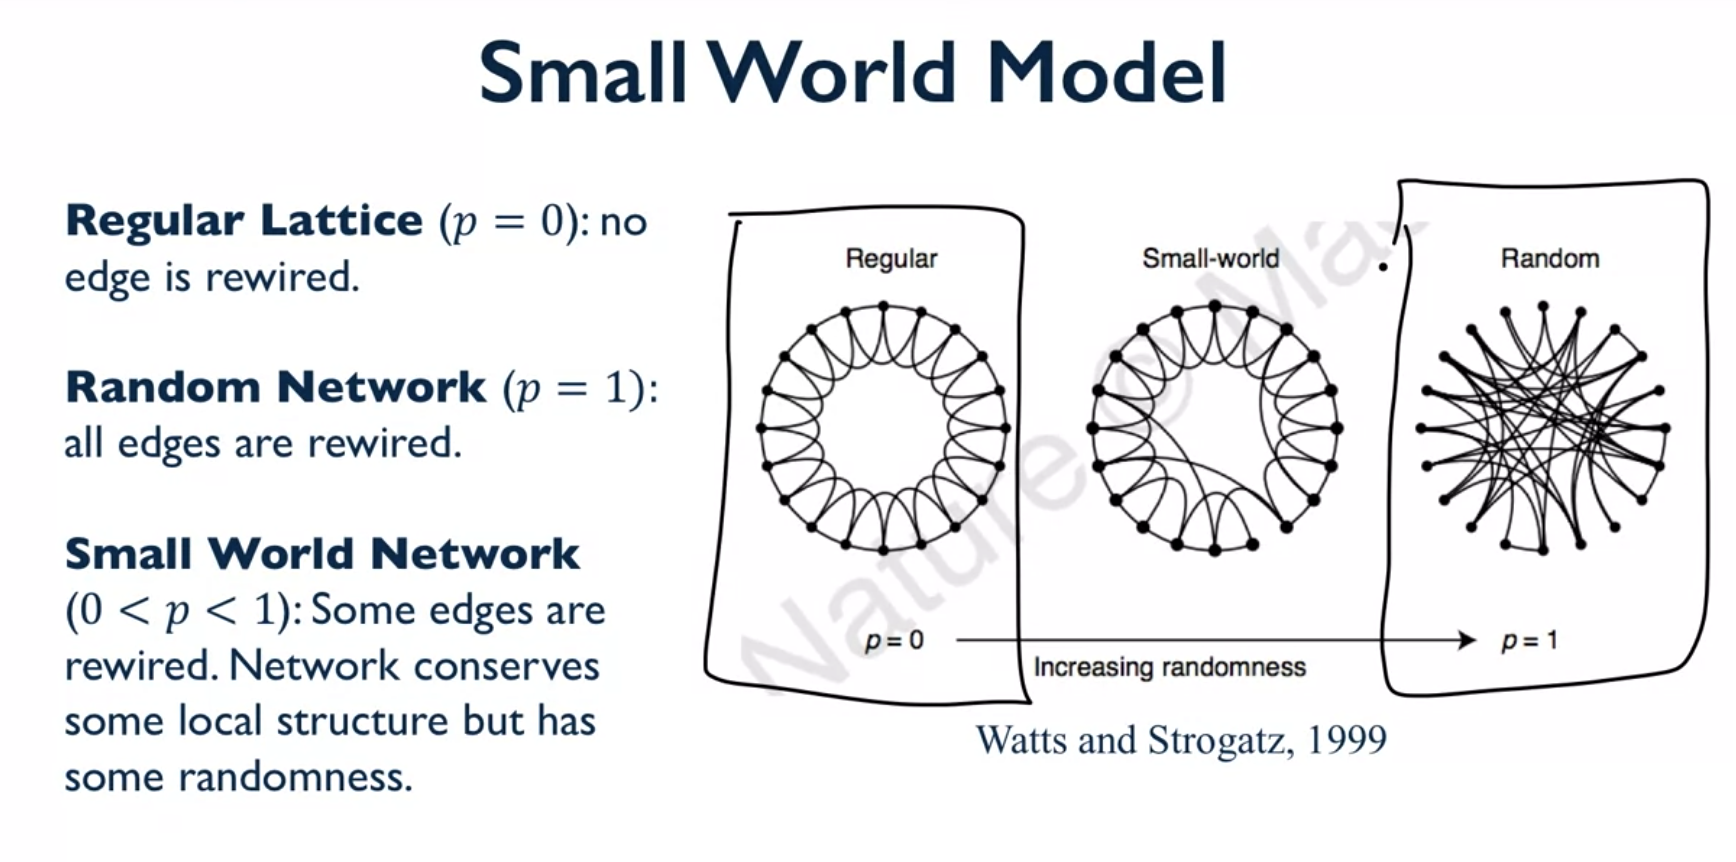 Small World Model
Regular Lattice (p = 0): no
edge is rewired.
Random Network (p = 1):
all edges are rewired.
Small World Network
(0 < p < 1): Some edges are
rewired. Network conserves
some local structure but has
some randomness.
Regular
Small-world
Random
p = 0
p = 1
Increasing randomness
Watts and Strogatz, 1999
Nature © Ma